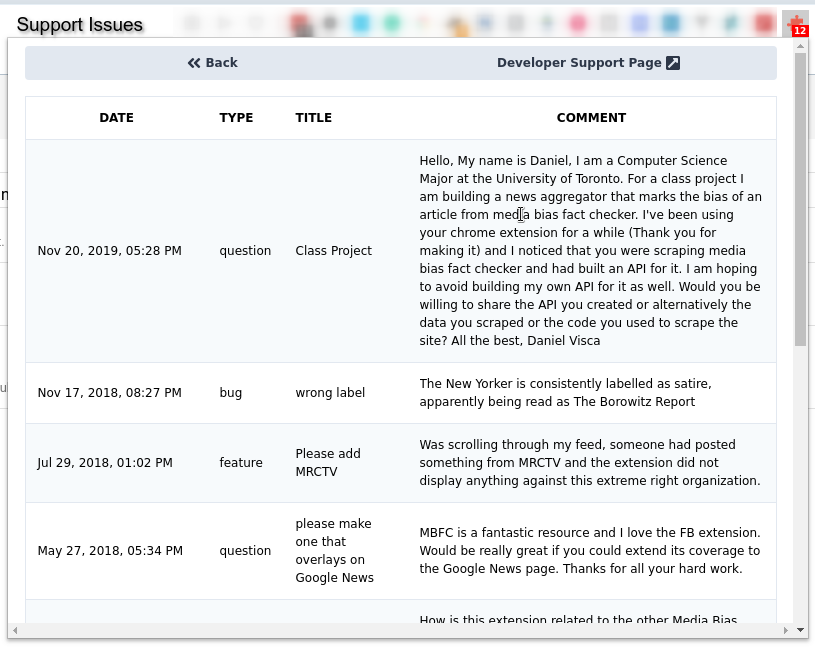 Support Issues
12
Back
Developer Support Page
DATE
TYPE
TITLE
COMMENT
Nov 20, 2019, 05:28 PM
question
Class Project
Hello, My name is Daniel, I am a Computer Science
Major at the University of Toronto. For a class project I
am building a news aggregator that marks the bias of an
article from media bias fact checker. I've been using
your chrome extension for a while (Thank you for
making it) and I noticed that you were scraping media
bias fact checker and had built an API for it. I am hoping
to avoid building my own API for it as well. Would you be
willing to share the API you created or alternatively the
data you scraped or the code you used to scrape the
site? All the best, Daniel Visca
Nov 17, 2018, 08:27 PM
bug
wrong label
The New Yorker is consistently labelled as satire,
apparently being read as The Borowitz Report
Jul 29, 2018, 01:02 PM
feature
Please add
MRCTV
Was scrolling through my feed, someone had posted
something from MRCTV and the extension did not
display anything against this extreme right organization.
May 27, 2018, 05:34 PM
question
please make
one that
overlays on
Google News
MBFC is a fantastic resource and I love the FB extension.
Would be really great if you could extend its coverage to
the Google News page. Thanks for all your hard work.
How is this extension related to the other Media Bias